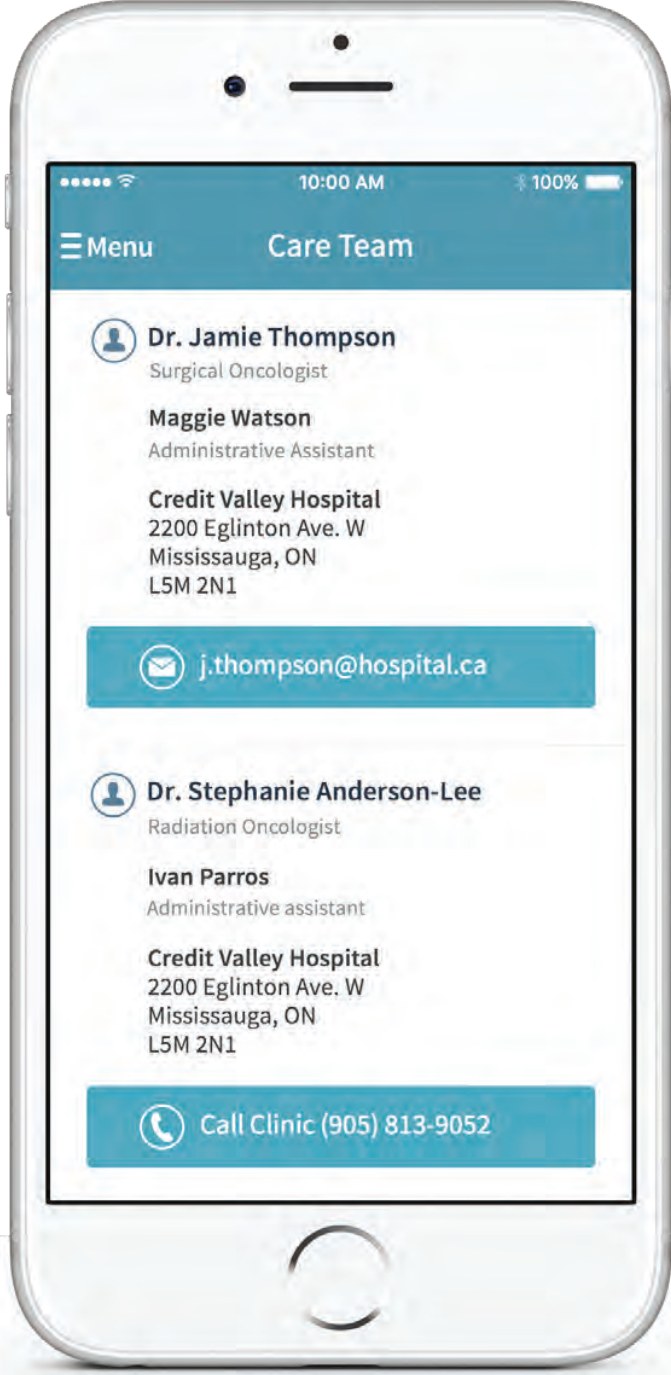 10:00 AM
100%
Menu
Care Team
Dr. Jamie Thompson
Surgical Oncologist
Maggie Watson
Administrative Assistant
Credit Valley Hospital
2200 Eglinton Ave. W
Mississauga, ON
L5M 2N1
j.thompson@hospital.ca
Dr. Stephanie Anderson-Lee
Radiation Oncologist
Ivan Parros
Administrative assistant
Credit Valley Hospital
2200 Eglinton Ave. W
Mississauga, ON
L5M 2N1
Call Clinic (905) 813-9052